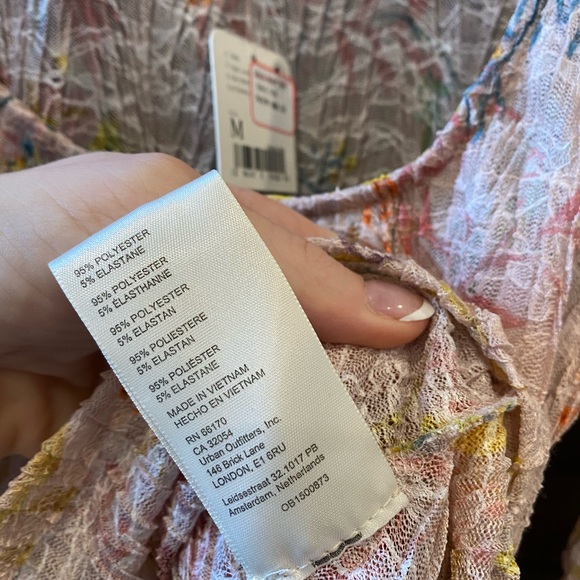 M
95% POLYESTER
5% ELASTANE
95% POLYESTER
5% ÉLASTHANNE
95% POLYESTER
5% ELASTAN
95% POLIESTERE
5% ELASTAN
95% POLIÉSTER
5% ELASTANE
MADE IN VIETNAM
HECHO EN VIETNAM
RN 66170
CA 32054
Urban Outfitters, Inc.
146 Brick Lane
LONDON, E1 6RU
Leidsestraat 32,1017 PB
Amsterdam, Netherlands
OB1500873